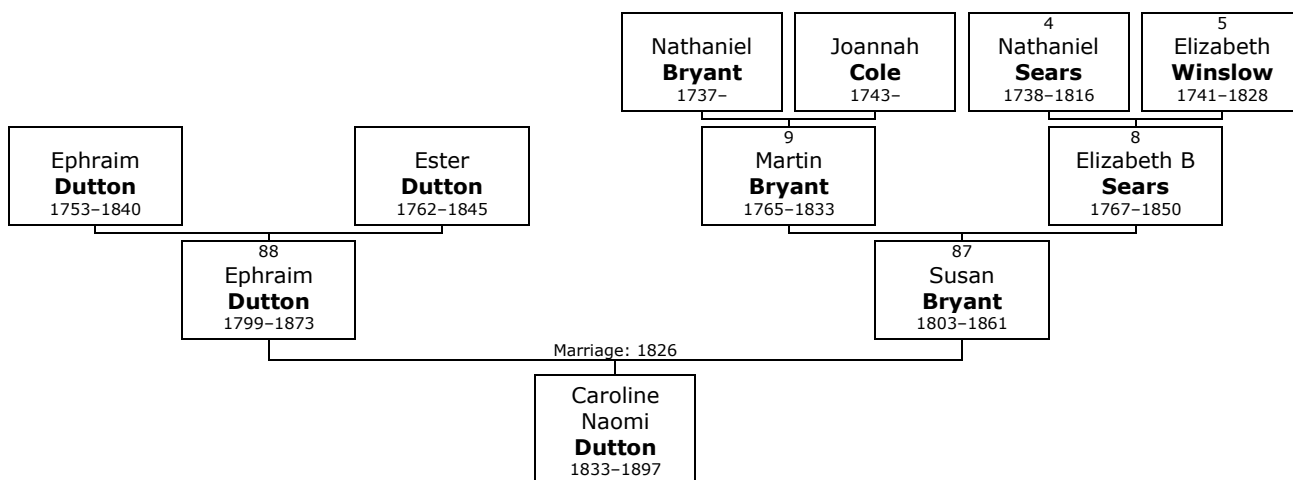 Nathaniel
Bryant
1737–
Joannah
Cole
1743–
4
Nathaniel
Sears
1738–1816
5
Elizabeth
Winslow
1741–1828
Ephraim
Dutton
1753–1840
Ester
Dutton
1762–1845
9
Martin
Bryant
1765–1833
8
Elizabeth B
Sears
1767–1850
88
Ephraim
Dutton
1799–1873
87
Susan
Bryant
1803–1861
Marriage: 1826
Caroline
Naomi
Dutton
1833–1897